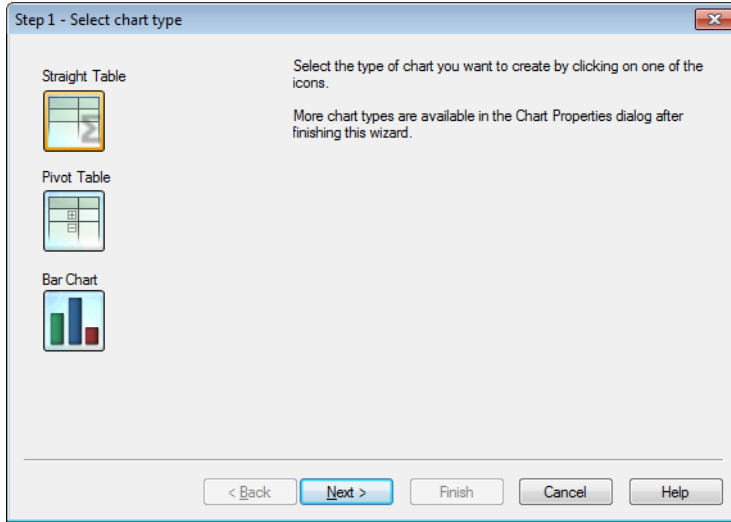 Step 1 - Select chart type
Straight Table
Select the type of chart you want to create by clicking on one of the
icons.
More chart types are available in the Chart Properties dialog after
finishing this wizard.
Pivot Table
Bar Chart
< Back
Next >
Finish
Cancel
Help